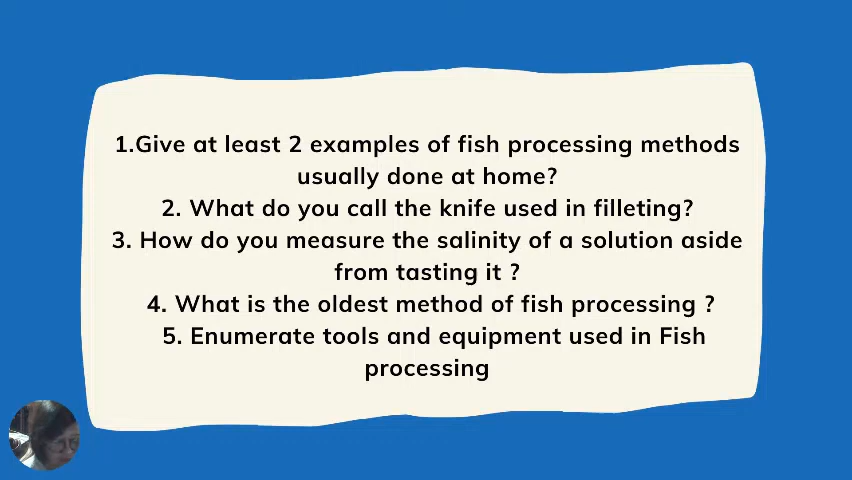 1.Give at least 2 examples of fish processing methods
usually done at home?
2. What do you call the knife used in filleting?
3. How do you measure the salinity of a solution aside
from tasting it ?
4. What is the oldest method of fish processing ?
5. Enumerate tools and equipment used in Fish
processing